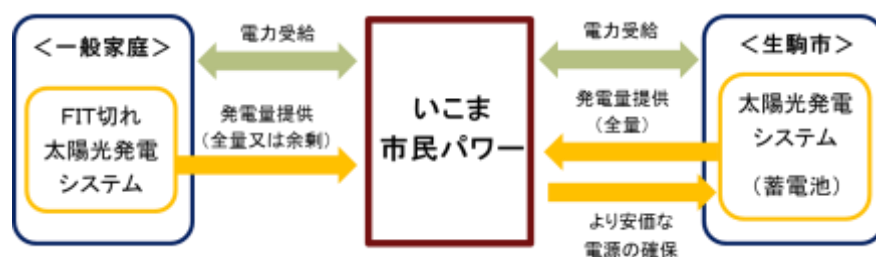 ＜一般家庭＞
FIT切れ
太陽光発電
システム
電力受給
発電量提供
（全量又は余剰）
いこま
市民パワー
電力受給
発電量提供
（全量）
より安価な
電源の確保
＜生駒市＞
太陽光発電
システム
（蓄電池）